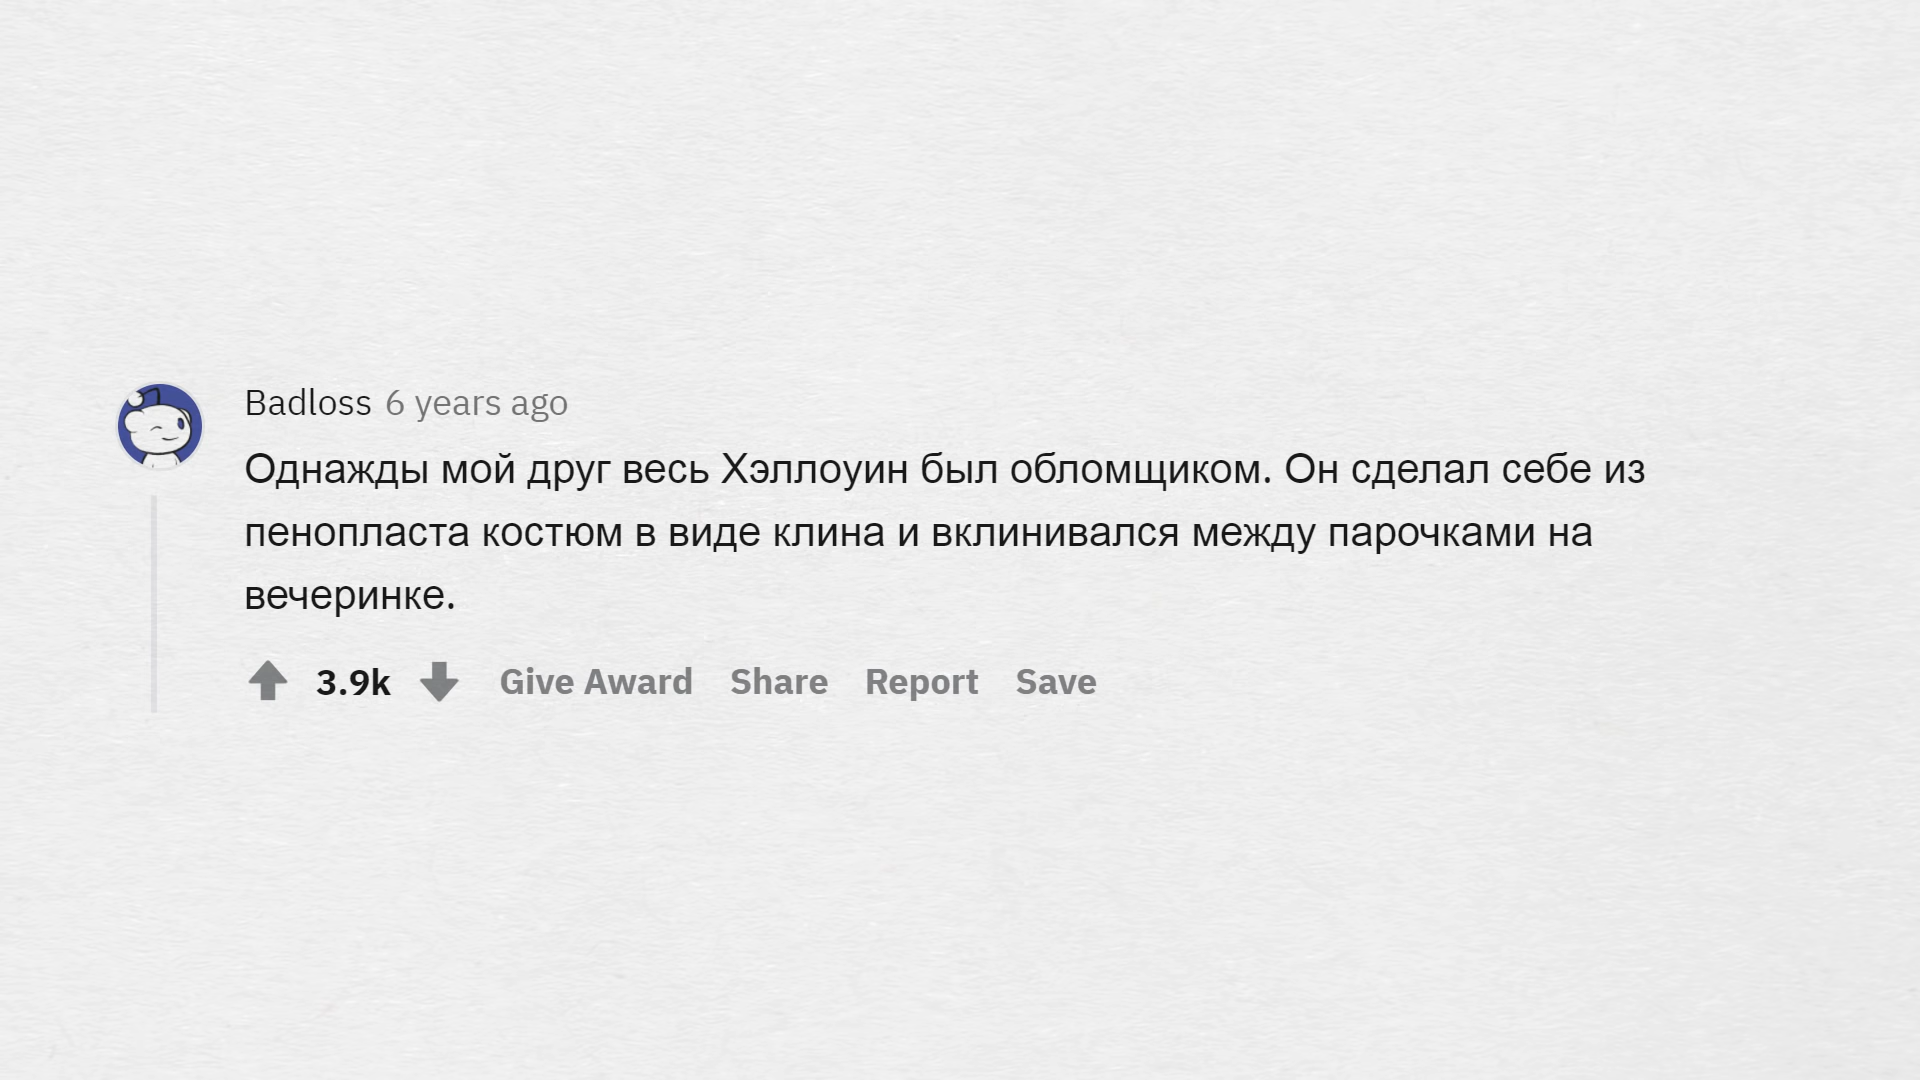 Badloss 6 years ago
Однажды мой друг весь Хэллоуин был обломщиком. Он сделал себе из
пенопласта костюм в виде клина и вклинивался между парочками на
вечеринке.
3.9k Give Award Share Report Save